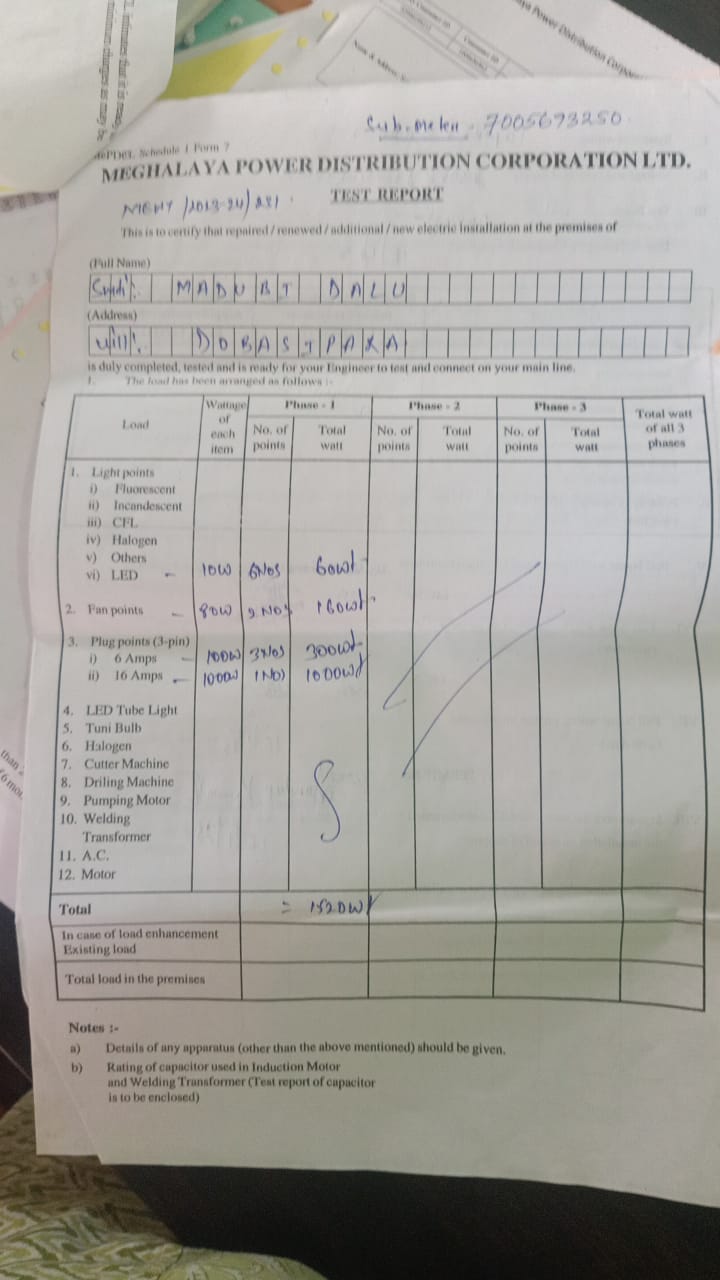 7005693250
MePDCL Schedule 1 Form 7
MEGHALAYA POWER DISTRIBUTION CORPORATION LTD.
TEST REPORT
This is to certify that repaired / renewed / additional / new electric installation at the premises of
(Full Name)
MADUBI DALU
(Address)
Vill:. DOBASIPARA
is duly completed, tested and is ready for your Engineer to test and connect on your main line.
1. The load has been arranged as follows :-
Load Wattage of each item Phase - 1 Phase - 2 Phase - 3 Total watt of all 3 phases
No. of points Total watt No. of points Total watt No. of points Total watt
1. Light points
i) Fluorescent
ii) Incandescent
iii) CFL
iv) Halogen
v) Others
vi) LED - 10W 6NOS 60wt
2. Fan points - 80W 2 NOS 160wt
3. Plug points (3-pin)
i) 6 Amps - 100W 3NOS 300wt
ii) 16 Amps - 1000W 1NO) 1000wt
4. LED Tube Light
5. Tuni Bulb
6. Halogen
7. Cutter Machine
8. Driling Machine
9. Pumping Motor
10. Welding
Transformer
11. A.C.
12. Motor
Total = 1520wt
In case of load enhancement
Existing load
Total load in the premises
Notes :-
a) Details of any apparatus (other than the above mentioned) should be given.
b) Rating of capacitor used in Induction Motor
and Welding Transformer (Test report of capacitor
is to be enclosed)